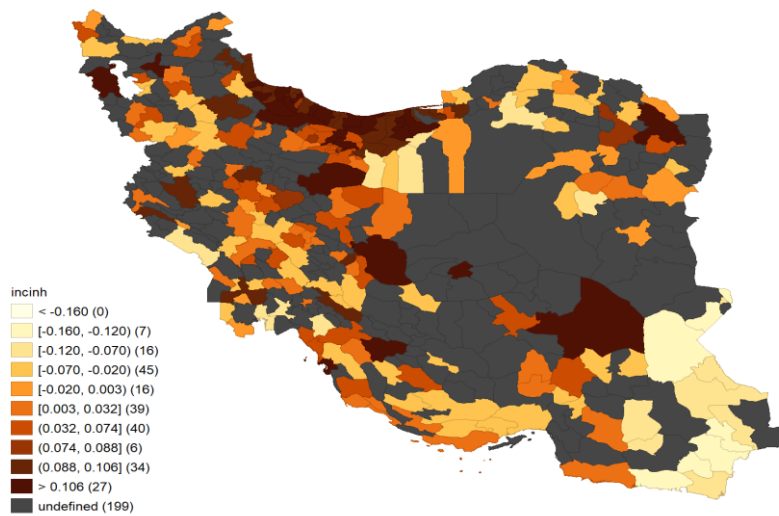 incinh
< -0.160 (0)
[-0.160, -0.120) (7)
[-0.120, -0.070) (16)
[-0.070, -0.020) (45)
[-0.020, 0.003) (16)
[0.003, 0.032] (39)
(0.032, 0.074] (40)
(0.074, 0.088] (6)
(0.088, 0.106] (34)
> 0.106 (27)
undefined (199)